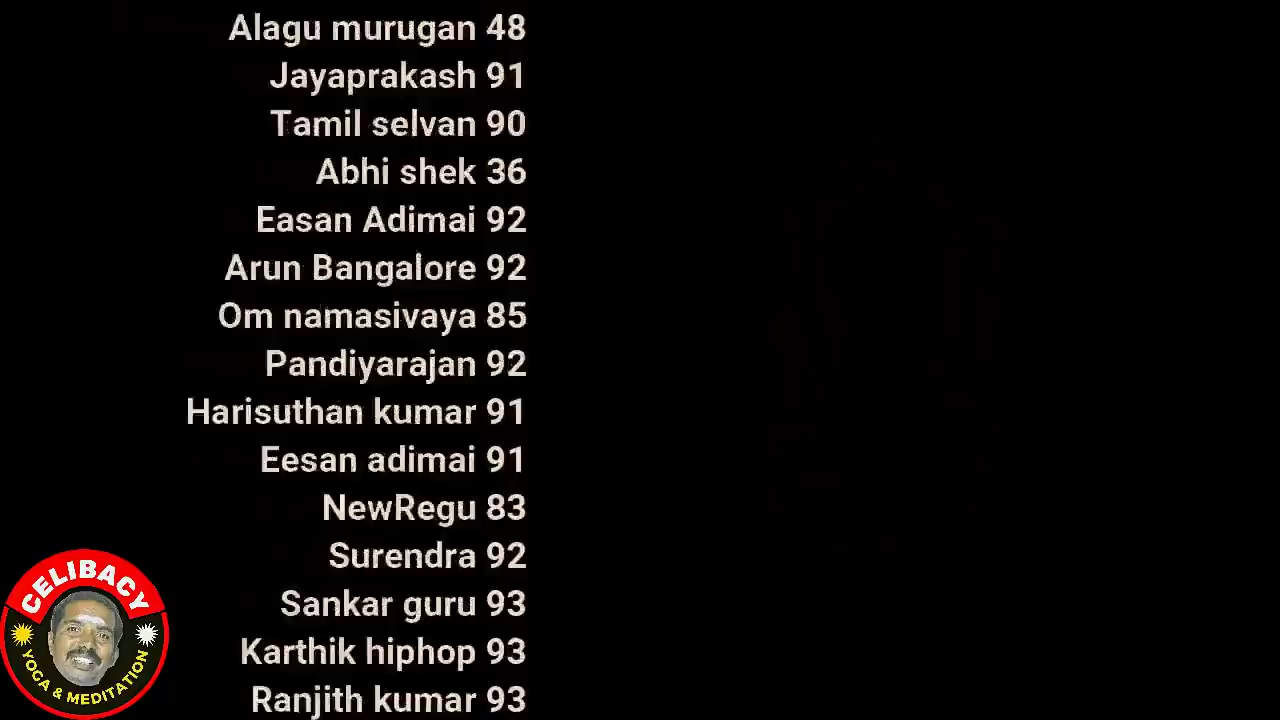 Alagu murugan 48
Jayaprakash 91
Tamil selvan 90
Abhi shek 36
Easan Adimai 92
Arun Bangalore 92
Om namasivaya 85
Pandiyarajan 92
Harisuthan kumar 91
Eesan adimai 91
NewRegu 83
Surendra 92
Sankar guru 93
Karthik hiphop 93
Ranjith kumar 93
CELIBACY
YOGA & MEDITATION